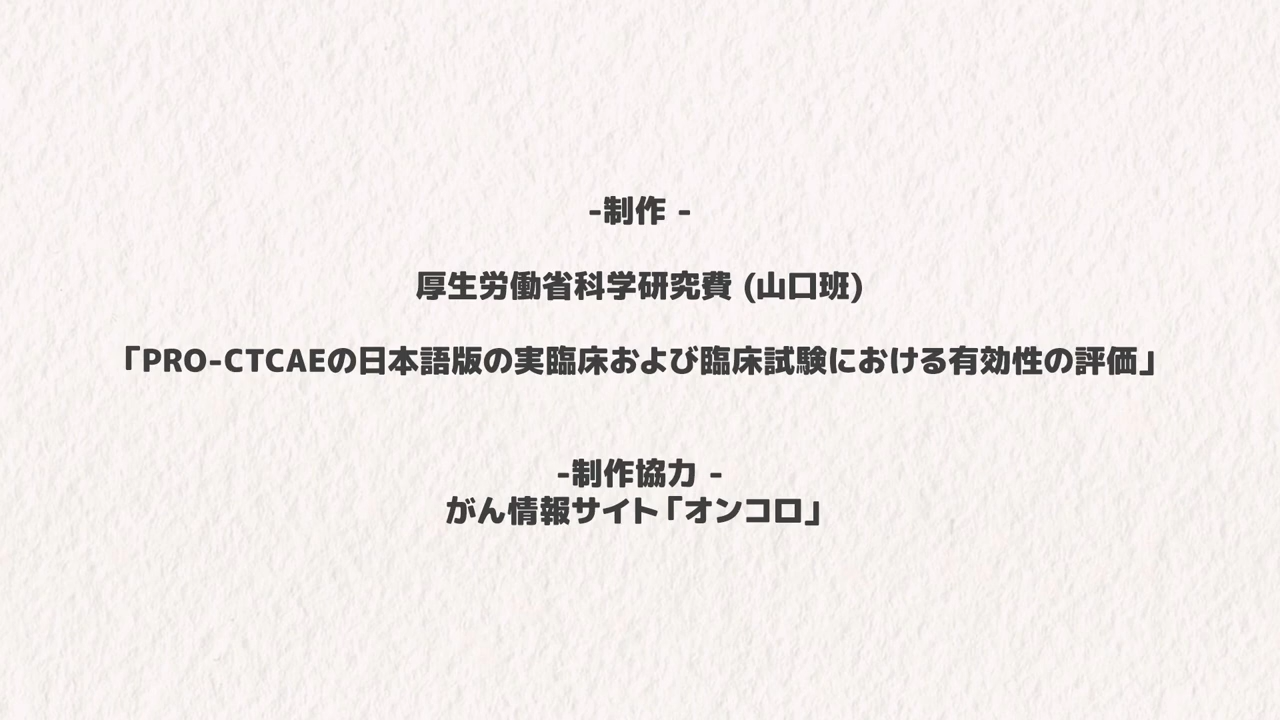 -制作 -
厚生労働省科学研究費 (山口班)
「PRO-CTCAEの日本語版の実臨床および臨床試験における有効性の評価」
-制作協力 -
がん情報サイト「オンコロ」